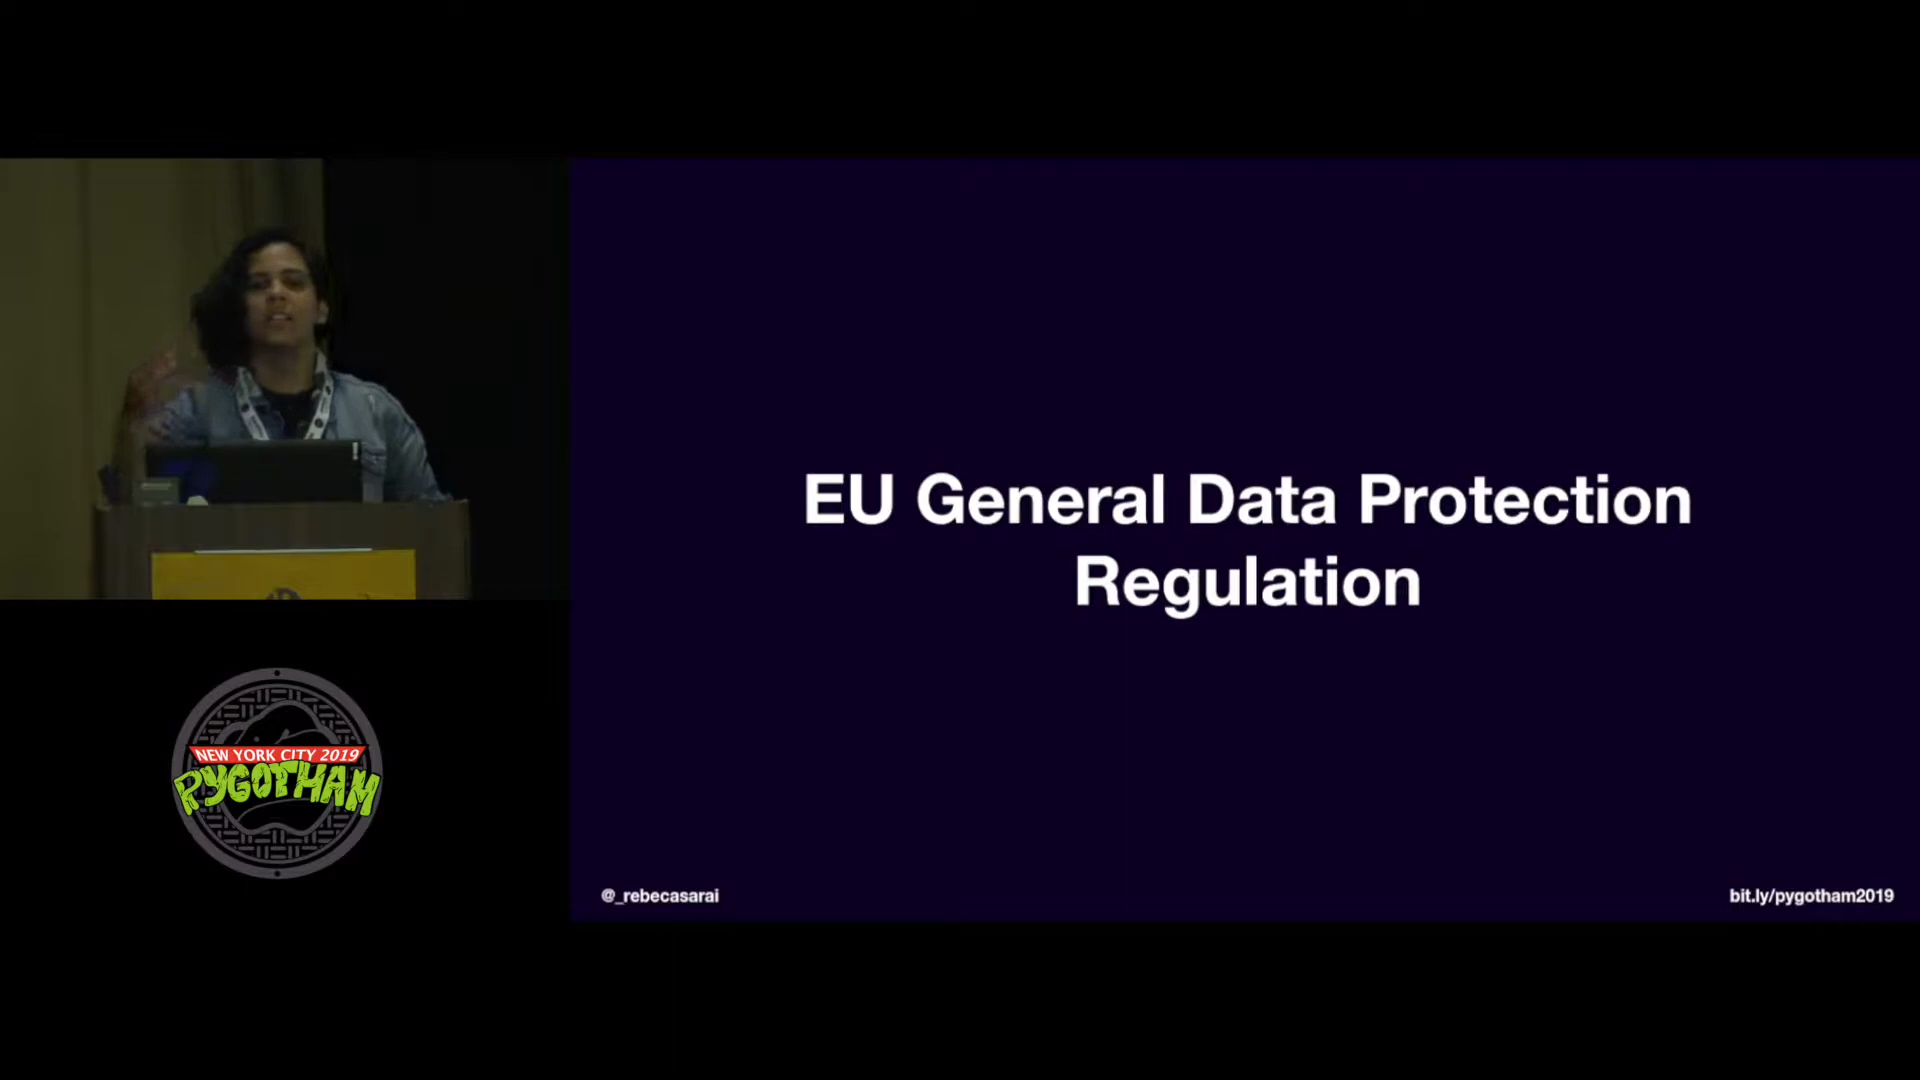 EU General Data Protection
Regulation
NEW YORK CITY 2019
PYGOTHAM
@_rebecasarai
bit.ly/pygotham2019